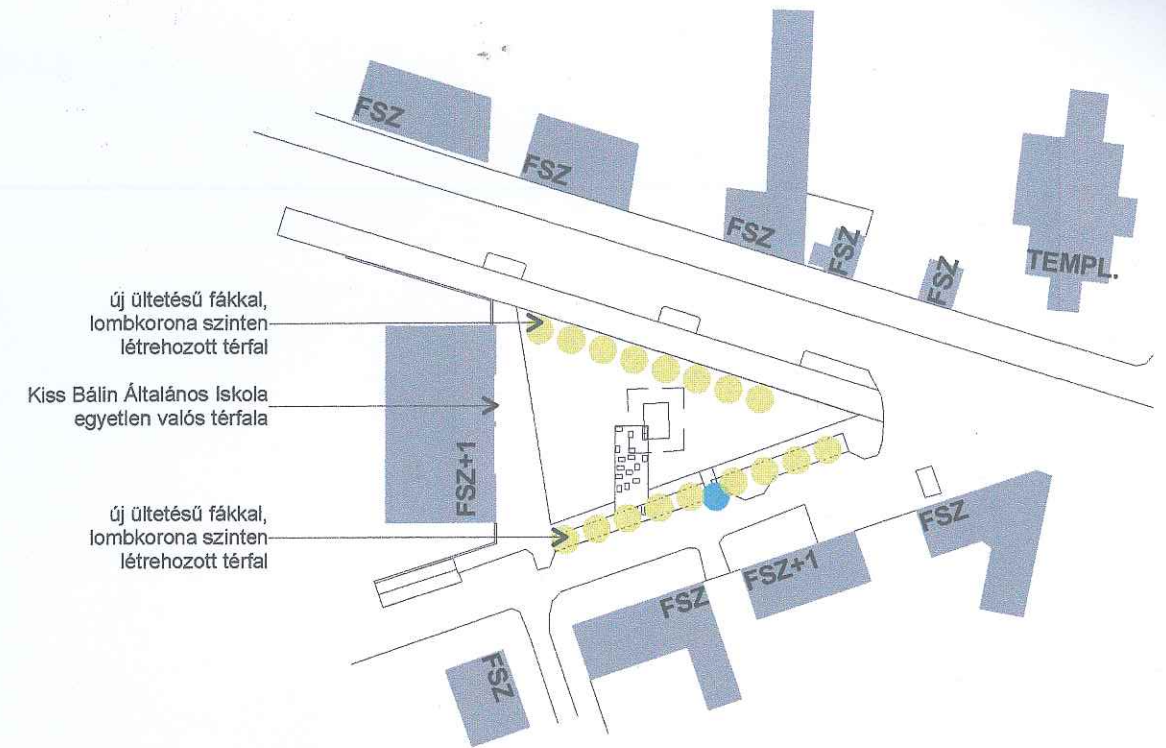 FSZ
FSZ
FSZ
FSZ
FSZ
TEMPL.
új ültetésű fákkal,
lombkorona szinten
létrehozott térfal
Kiss Bálin Általános Iskola
egyetlen valós térfala
FSZ+1
új ültetésű fákkal,
lombkorona szinten
létrehozott térfal
FSZ
FSZ+1
FSZ
FSZ